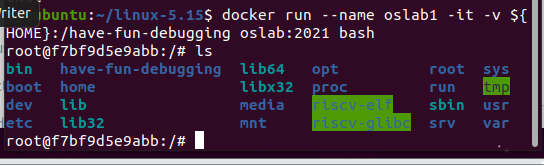 riter
ubuntu:~/linux-5.15$ docker run --name oslab1 -it -v ${
HOME}:/have-fun-debugging oslab:2021 bash
root@f7bf9d5e9abb:/# ls
bin have-fun-debugging lib64 opt root sys
boot home libx32 proc run tmp
dev lib media riscv-elf sbin usr
etc lib32 mnt riscv-glibc srv var
root@f7bf9d5e9abb:/#